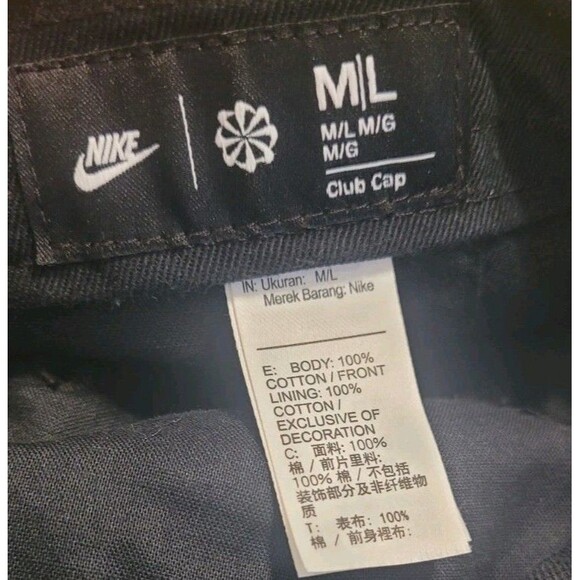 NIKE
M|L
M/L M/G
M/G
Club Cap
IN: Ukuran: M/L
Merek Barang: Nike
E: BODY: 100%
COTTON / FRONT
LINING: 100%
COTTON /
EXCLUSIVE OF
DECORATION
C: 面料: 100%
棉 / 前片里料:
100% 棉 / 不包括
装饰部分及非纤维物
质
T: 表布: 100%
棉 / 前身裡布: